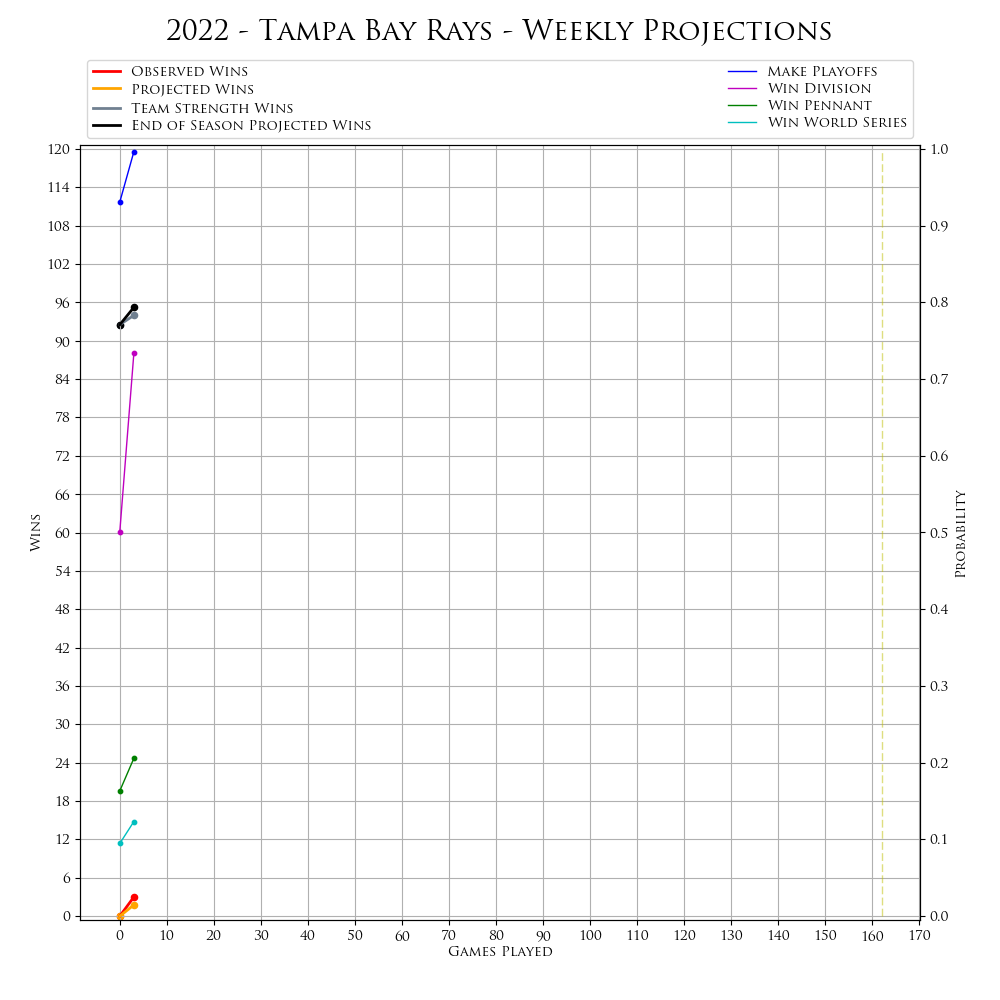 2022 - Tampa Bay Rays - Weekly Projections
Observed Wins
Projected Wins
Team Strength Wins
End of Season Projected Wins
Make Playoffs
Win Division
Win Pennant
Win World Series
120
114
108
102
96
90
84
78
72
66
60
54
48
42
36
30
24
18
12
6
0
Wins
1.0
0.9
0.8
0.7
0.6
0.5
0.4
0.3
0.2
0.1
0.0
Probability
0 10 20 30 40 50 60 70 80 90 100 110 120 130 140 150 160 170
Games Played